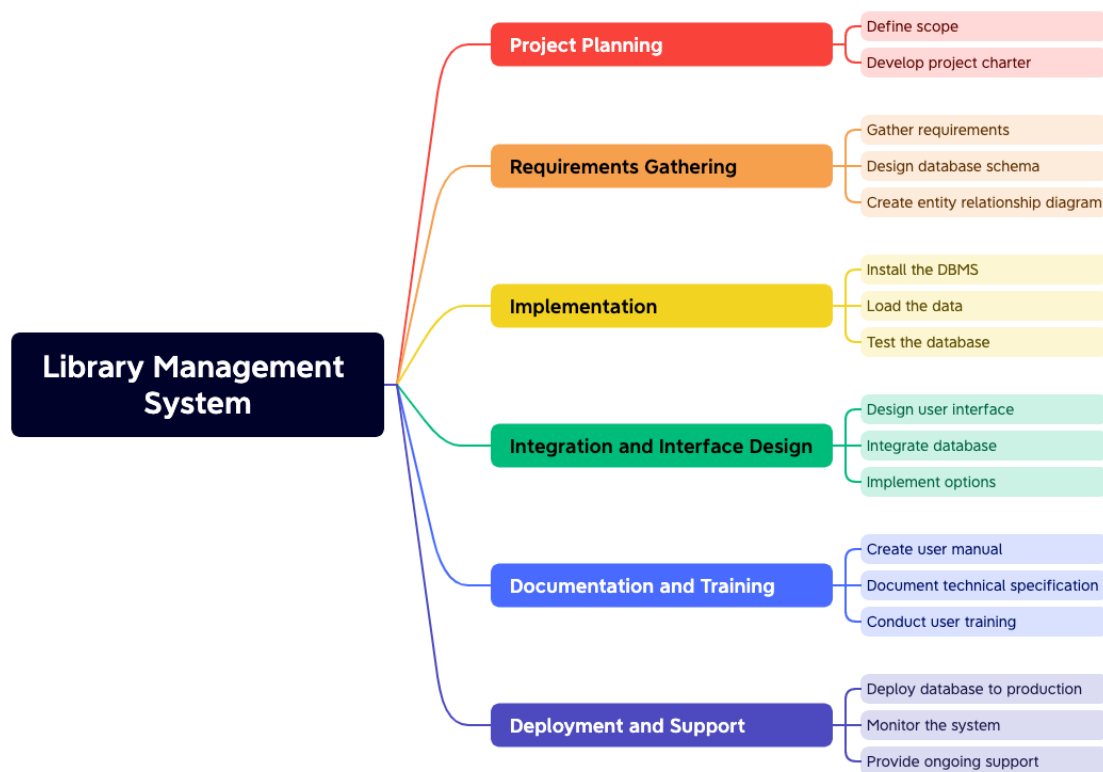 Library Management
System
Project Planning
Define scope
Develop project charter
Requirements Gathering
Gather requirements
Design database schema
Create entity relationship diagram
Implementation
Install the DBMS
Load the data
Test the database
Integration and Interface Design
Design user interface
Integrate database
Implement options
Documentation and Training
Create user manual
Document technical specification
Conduct user training
Deployment and Support
Deploy database to production
Monitor the system
Provide ongoing support